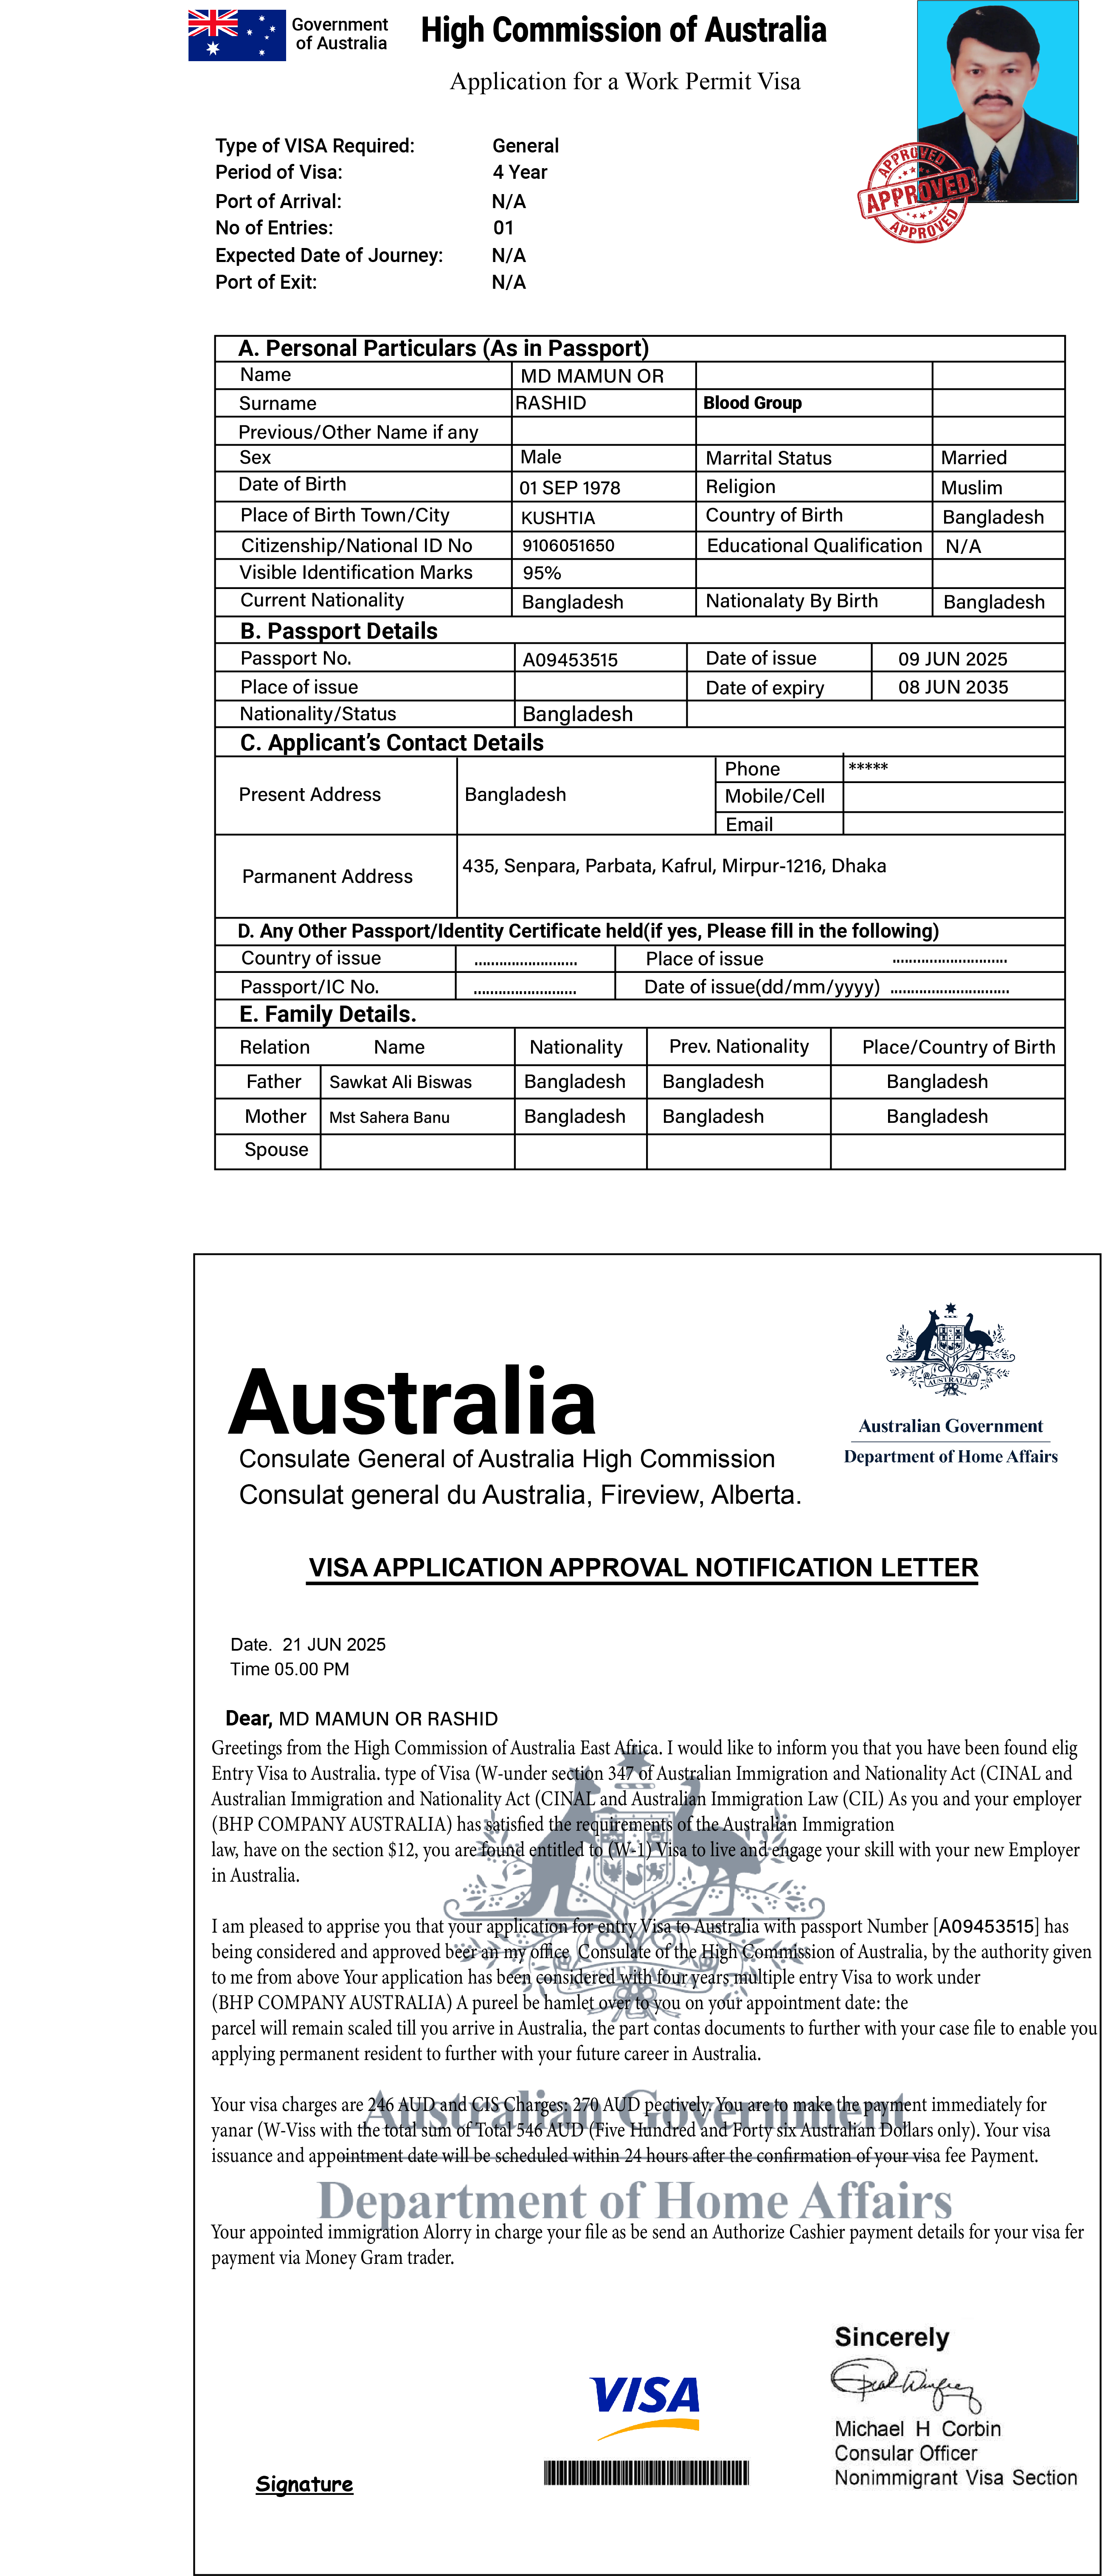 Government
of Australia
High Commission of Australia
Application for a Work Permit Visa
APPROVED
APPROVED
APPROVED
Type of VISA Required: General
Period of Visa: 4 Year
Port of Arrival: N/A
No of Entries: 01
Expected Date of Journey: N/A
Port of Exit: N/A
A. Personal Particulars (As in Passport)
Name MD MAMUN OR
Surname RASHID Blood Group
Previous/Other Name if any
Sex Male Marrital Status Married
Date of Birth 01 SEP 1978 Religion Muslim
Place of Birth Town/City KUSHTIA Country of Birth Bangladesh
Citizenship/National ID No 9106051650 Educational Qualification N/A
Visible Identification Marks 95%
Current Nationality Bangladesh Nationalaty By Birth Bangladesh
B. Passport Details
Passport No. A09453515 Date of issue 09 JUN 2025
Place of issue Date of expiry 08 JUN 2035
Nationality/Status Bangladesh
C. Applicant's Contact Details
Present Address Bangladesh Phone *****
Mobile/Cell
Email
Parmanent Address 435, Senpara, Parbata, Kafrul, Mirpur-1216, Dhaka
D. Any Other Passport/Identity Certificate held(if yes, Please fill in the following)
Country of issue ......................... Place of issue ............................
Passport/IC No. ......................... Date of issue(dd/mm/yyyy) .............................
E. Family Details.
Relation Name Nationality Prev. Nationality Place/Country of Birth
Father Sawkat Ali Biswas Bangladesh Bangladesh Bangladesh
Mother Mst Sahera Banu Bangladesh Bangladesh Bangladesh
Spouse
AUSTRALIA
Australian Government
Department of Home Affairs
Australia
Consulate General of Australia High Commission
Consulat general du Australia, Fireview, Alberta.
VISA APPLICATION APPROVAL NOTIFICATION LETTER
Date. 21 JUN 2025
Time 05.00 PM
Dear, MD MAMUN OR RASHID
Greetings from the High Commission of Australia East Africa. I would like to inform you that you have been found elig
Entry Visa to Australia. type of Visa (W-under section 347 of Australian Immigration and Nationality Act (CINAL and
Australian Immigration and Nationality Act (CINAL and Australian Immigration Law (CIL) As you and your employer
(BHP COMPANY AUSTRALIA) has satisfied the requirements of the Australian Immigration
law, have on the section $12, you are found entitled to (W-1) Visa to live and engage your skill with your new Employer
in Australia.
I am pleased to apprise you that your application for entry Visa to Australia with passport Number [A09453515] has
being considered and approved beer an my office Consulate of the High Commission of Australia, by the authority given
to me from above Your application has been considered with four years multiple entry Visa to work under
(BHP COMPANY AUSTRALIA) A pureel be hamlet over to you on your appointment date: the
parcel will remain scaled till you arrive in Australia, the part contas documents to further with your case file to enable you
applying permanent resident to further with your future career in Australia.
Your visa charges are 246 AUD and CIS Charges: 270 AUD pectively. You are to make the payment immediately for
yanar (W-Viss with the total sum of Total 546 AUD (Five Hundred and Forty six Australian Dollars only). Your visa
issuance and appointment date will be scheduled within 24 hours after the confirmation of your visa fee Payment.
Australian Government
Department of Home Affairs
Your appointed immigration Alorry in charge your file as be send an Authorize Cashier payment details for your visa fer
payment via Money Gram trader.
Sincerely
VISA
Michael H Corbin
Consular Officer
Nonimmigrant Visa Section
Signature